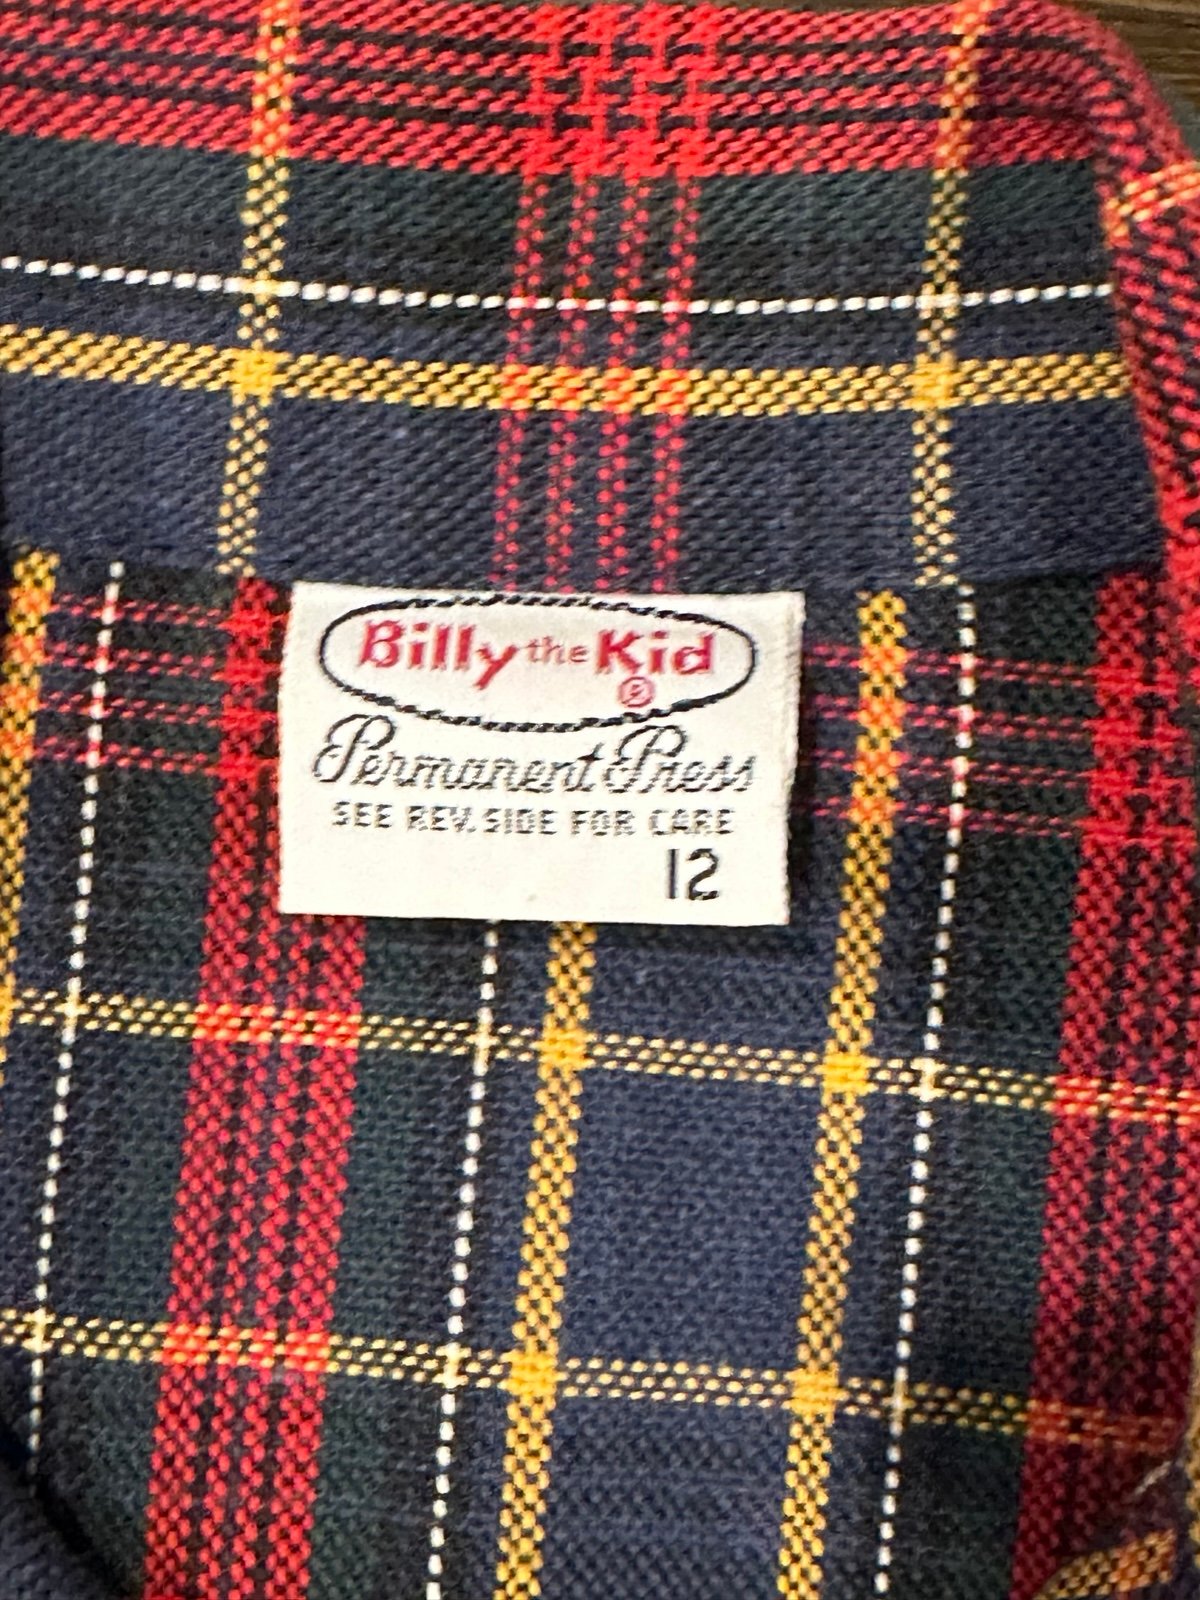 Billy the Kid
®
Permanent Press
SEE REV. SIDE FOR CARE
12